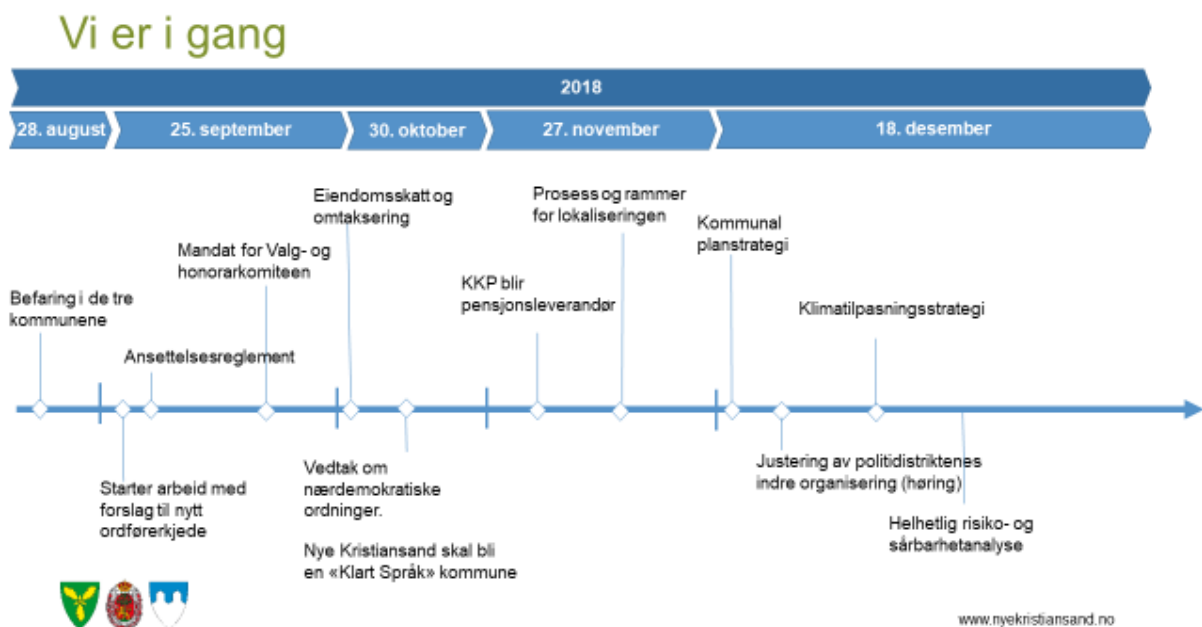 Vi er i gang
2018
28. august
25. september
30. oktober
27. november
18. desember
Eiendomsskatt og
omtaksering
Prosess og rammer
for lokaliseringen
Kommunal
planstrategi
Mandat for Valg- og
honorarkomiteen
KKP blir
pensjonsleverandør
Befaring i de tre
kommunene
Klimatilpasningsstrategi
Ansettelsesreglement
Starter arbeid med
forslag til nytt
ordførerkjede
Vedtak om
nærdemokratiske
ordninger.
Nye Kristiansand skal bli
en «Klart Språk» kommune
Justering av politidistriktenes
indre organisering (høring)
Helhetlig risiko- og
sårbarhetanalyse
www.nyekristiansand.no